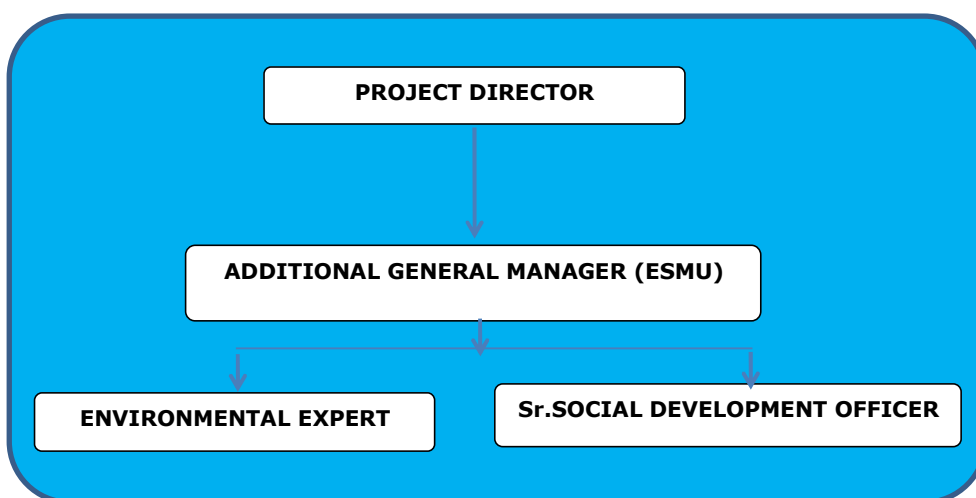 PROJECT DIRECTOR
ADDITIONAL GENERAL MANAGER (ESMU)
ENVIRONMENTAL EXPERT
Sr.SOCIAL DEVELOPMENT OFFICER